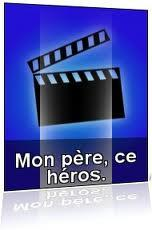 Mon père, ce
héros.